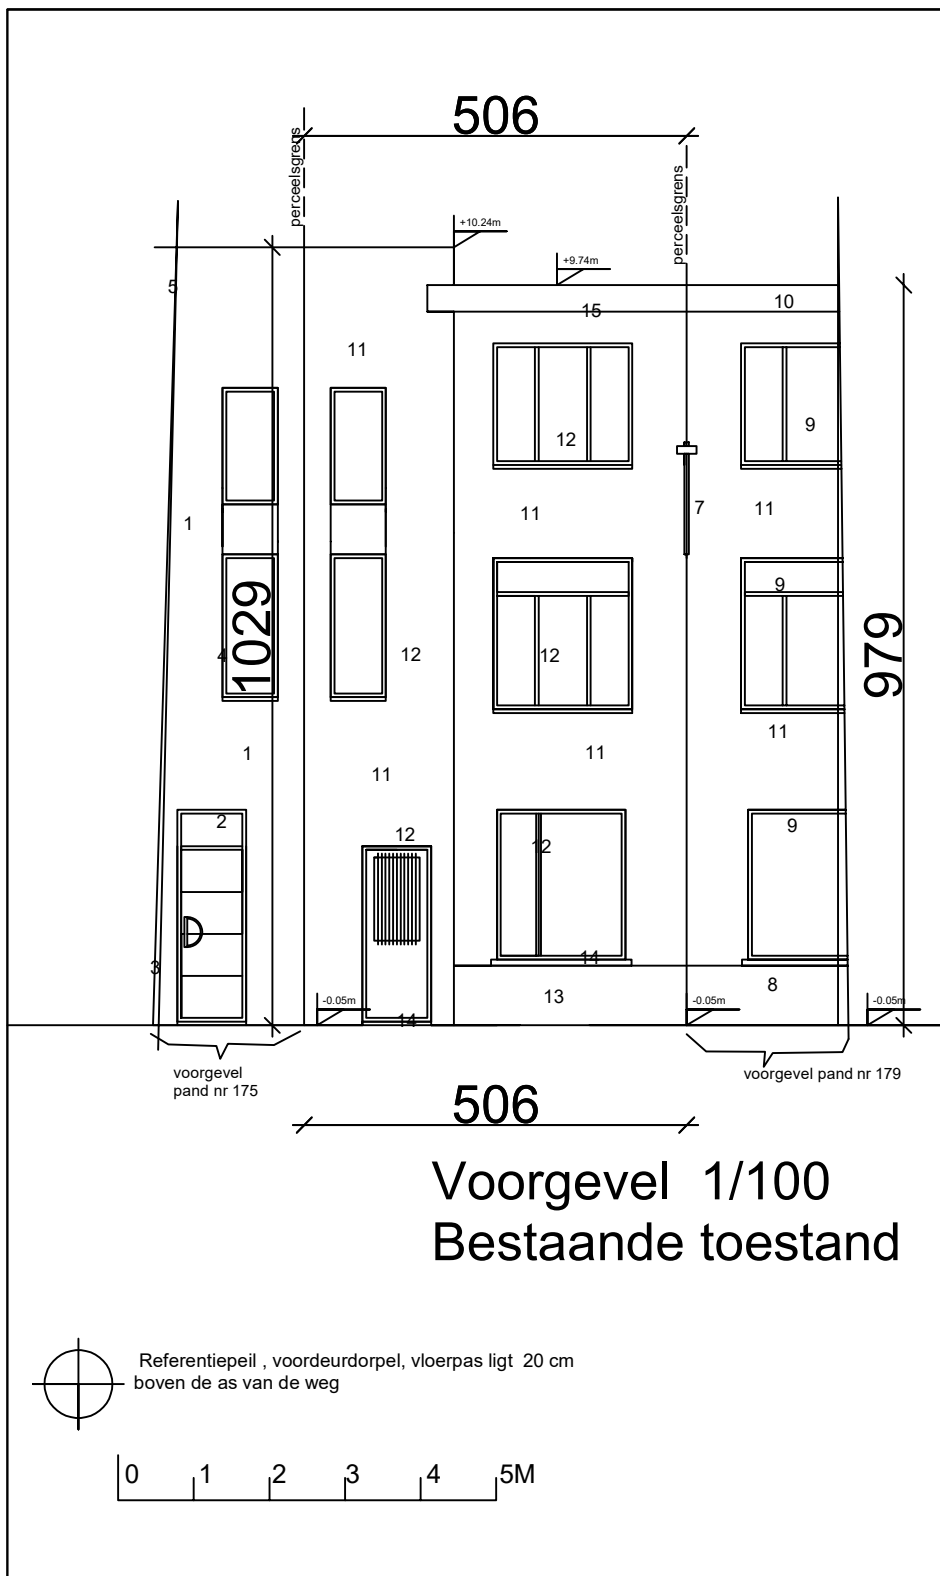 506
perceelsgrens
perceelsgrens
+10.24m
+9.74m
5
10
15
11
12
9
7
11
11
1
1029
9
979
4
12
12
11
11
1
11
2
9
12
12
3
14
8
13
-0.05m
-0.05m
-0.05m
14
voorgevel
pand nr 175
voorgevel pand nr 179
506
Voorgevel 1/100
Bestaande toestand
Referentiepeil , voordeurdorpel, vloerpas ligt 20 cm
boven de as van de weg
0 1 2 3 4 5M